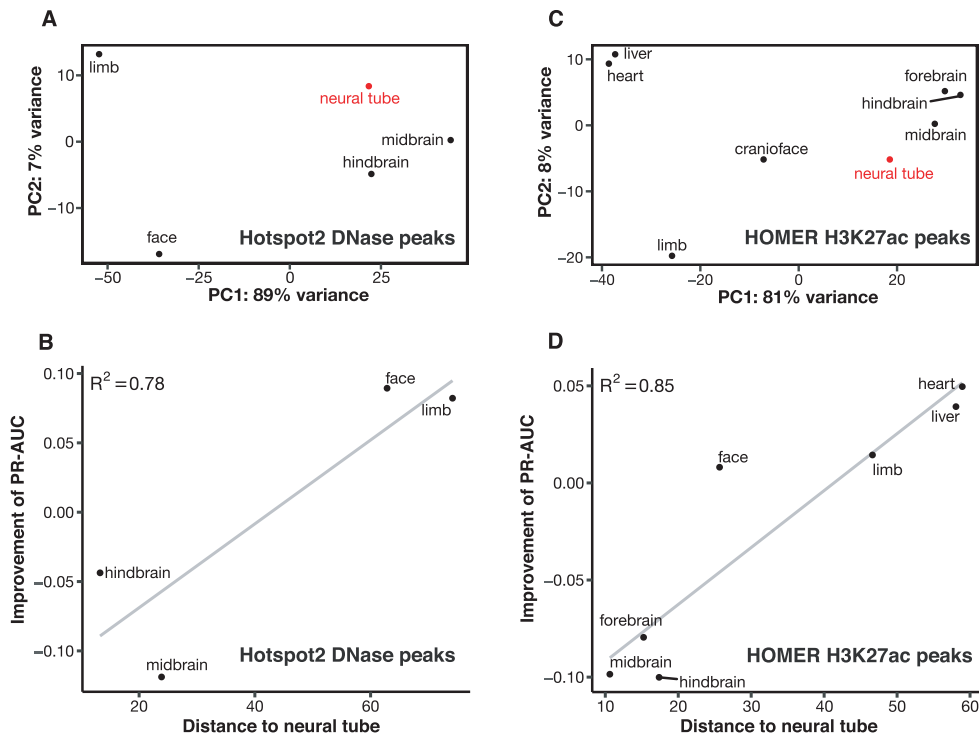 A
10
0
−10
PC2: 7% variance
limb
neural tube
midbrain
hindbrain
face
Hotspot2 DNase peaks
−50
−25
0
25
PC1: 89% variance
C
10
0
−10
−20
PC2: 8% variance
liver
heart
forebrain
hindbrain
midbrain
cranioface
neural tube
limb
HOMER H3K27ac peaks
−40
−20
0
20
PC1: 81% variance
B
0.10
0.05
0.00
−0.05
−0.10
Improvement of PR-AUC
R² = 0.78
face
limb
hindbrain
midbrain
Hotspot2 DNase peaks
20
40
60
Distance to neural tube
D
0.05
0.00
−0.05
−0.10
Improvement of PR-AUC
R² = 0.85
heart
liver
face
limb
forebrain
midbrain
hindbrain
HOMER H3K27ac peaks
10
20
30
40
50
60
Distance to neural tube